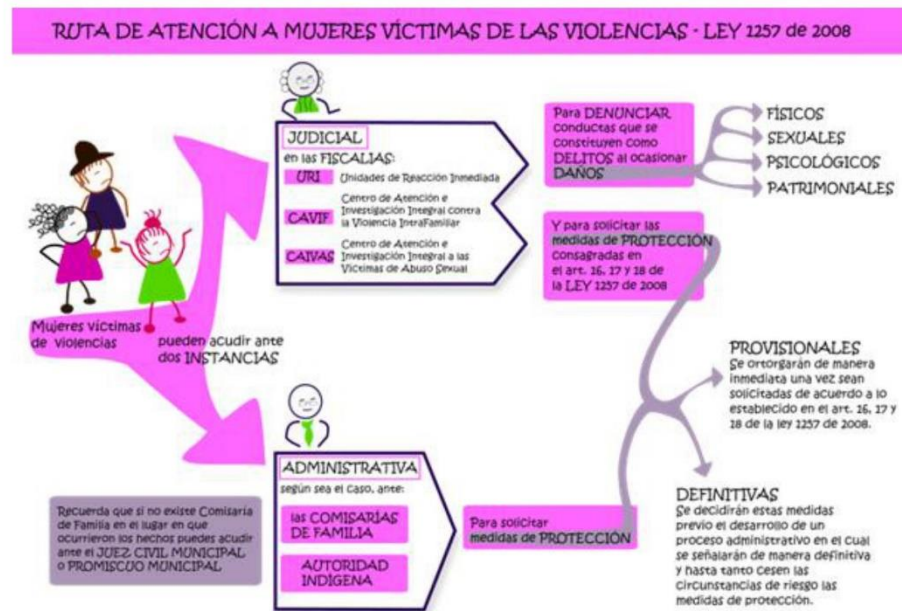 RUTA DE ATENCIÓN A MUJERES VÍCTIMAS DE LAS VIOLENCIAS - LEY 1257 de 2008
Mujeres víctimas
de violencias
pueden acudir ante
dos INSTANCIAS
JUDICIAL
en las FISCALIAS:
URI Unidades de Reacción Inmediata
CAVIF
Centro de Atención e
Investigación Integral contra
la Violencia IntraFamiliar
CAIVAS
Centro de Atención e
Investigación Integral a las
Víctimas de Abuso Sexual
Para DENUNCIAR
conductas que se
constituyen como
DELITOS al ocasionar
DAÑOS
FÍSICOS
SEXUALES
PSICOLÓGICOS
PATRIMONIALES
Y para solicitar las
medidas de PROTECCIÓN
consagradas en
el art. 16, 17 y 18 de
la LEY 1257 de 2008
PROVISIONALES
Se ortorgarán de manera
inmediata una vez sean
solicitadas de acuerdo a lo
establecido en el art. 16, 17 y
18 de la ley 1257 de 2008.
DEFINITIVAS
Se decidirán estas medidas
previo el desarrollo de un
proceso administrativo en el cual
se señalarán de manera definitiva
y hasta tanto cesen las
circunstancias de riesgo las
medidas de protección.
ADMINISTRATIVA
según sea el caso, ante:
las COMISARÍAS
DE FAMILIA
AUTORIDAD
INDÍGENA
Para solicitar
medidas de PROTECCIÓN
Recuerda que si no existe Comisaría
de Familia en el lugar en que
ocurrieron los hechos puedes acudir
ante el JUEZ CIVIL MUNICIPAL
o PROMISCUO MUNICIPAL